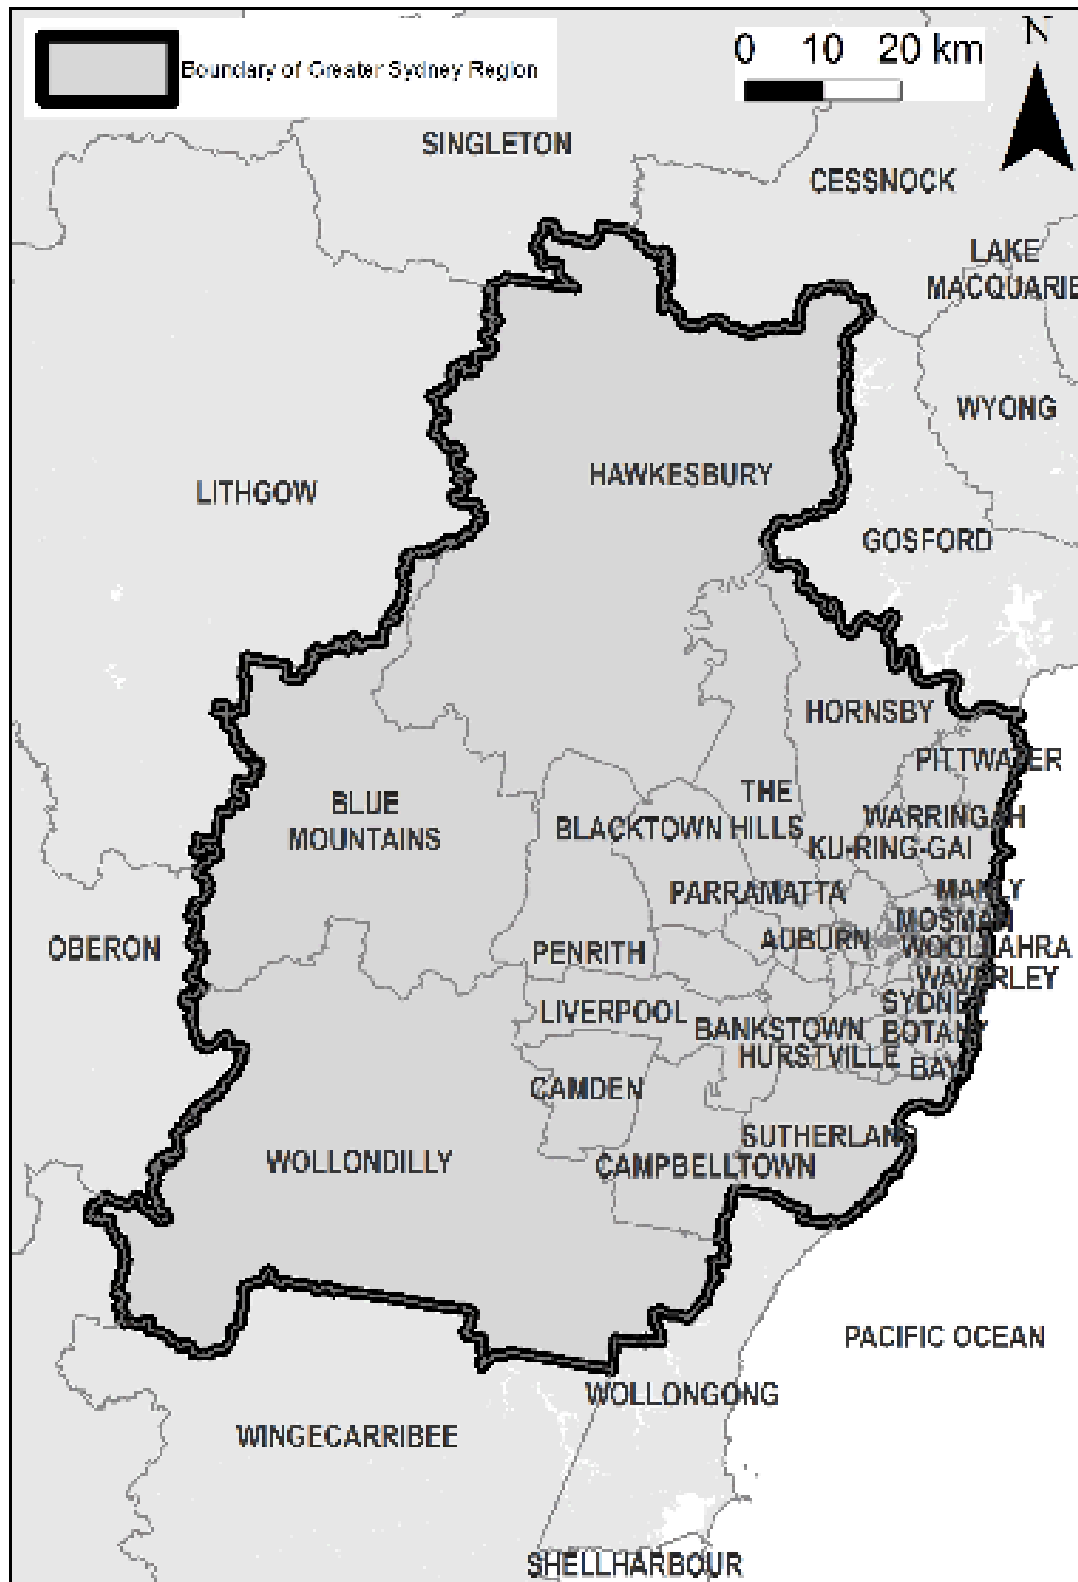 Boundary of Greater Sydney Region
0 10 20 km
N
SINGLETON
CESSNOCK
LAKE
MACQUARIE
WYONG
HAWKESBURY
LITHGOW
GOSFORD
HORNSBY
PITTWATER
BLUE
MOUNTAINS
THE
HILLS
BLACKTOWN
WARRINGAH
KU-RING-GAI
PARRAMATTA
MANLY
MOSMAN
AUBURN
WOOLLAHRA
OBERON
PENRITH
WAVERLEY
SYDNEY
LIVERPOOL
BANKSTOWN
BOTANY
BAY
HURSTVILLE
CAMDEN
SUTHERLAND
WOLLONDILLY
CAMPBELLTOWN
PACIFIC OCEAN
WOLLONGONG
WINGECARRIBEE
SHELLHARBOUR